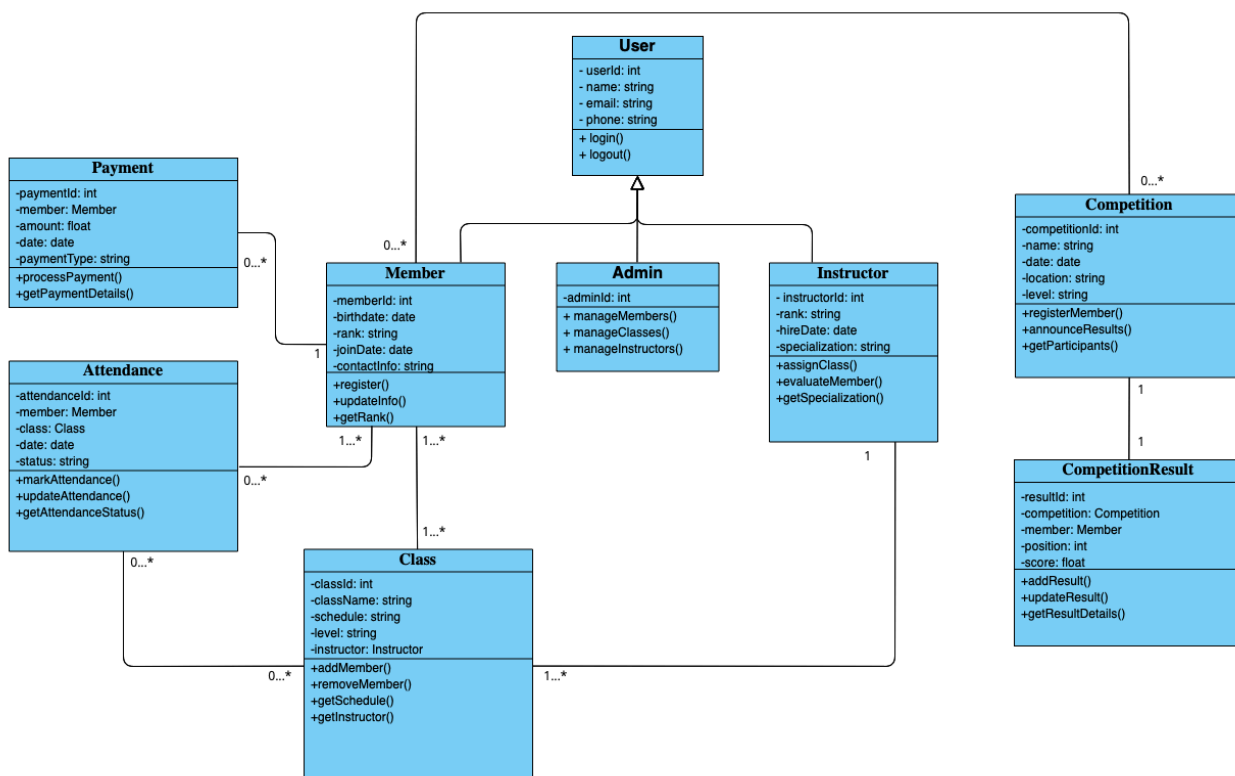 User
- userId: int
- name: string
- email: string
- phone: string
+ login()
+ logout()
Payment
-paymentId: int
-member: Member
-amount: float
-date: date
-paymentType: string
+processPayment()
+getPaymentDetails()
0...*
1
0...*
0...*
Member
-memberId: int
-birthdate: date
-rank: string
-joinDate: date
-contactInfo: string
+register()
+updateInfo()
+getRank()
Admin
-adminId: int
+ manageMembers()
+ manageClasses()
+ manageInstructors()
Instructor
- instructorId: int
-rank: string
-hireDate: date
-specialization: string
+assignClass()
+evaluateMember()
+getSpecialization()
Competition
-competitionId: int
-name: string
-date: date
-location: string
-level: string
+registerMember()
+announceResults()
+getParticipants()
Attendance
-attendanceId: int
-member: Member
-class: Class
-date: date
-status: string
+markAttendance()
+updateAttendance()
+getAttendanceStatus()
1...*
0...*
1...*
1...*
1
1
1
CompetitionResult
-resultId: int
-competition: Competition
-member: Member
-position: int
-score: float
+addResult()
+updateResult()
+getResultDetails()
0...*
0...*
1...*
Class
-classId: int
-className: string
-schedule: string
-level: string
-instructor: Instructor
+addMember()
+removeMember()
+getSchedule()
+getInstructor()